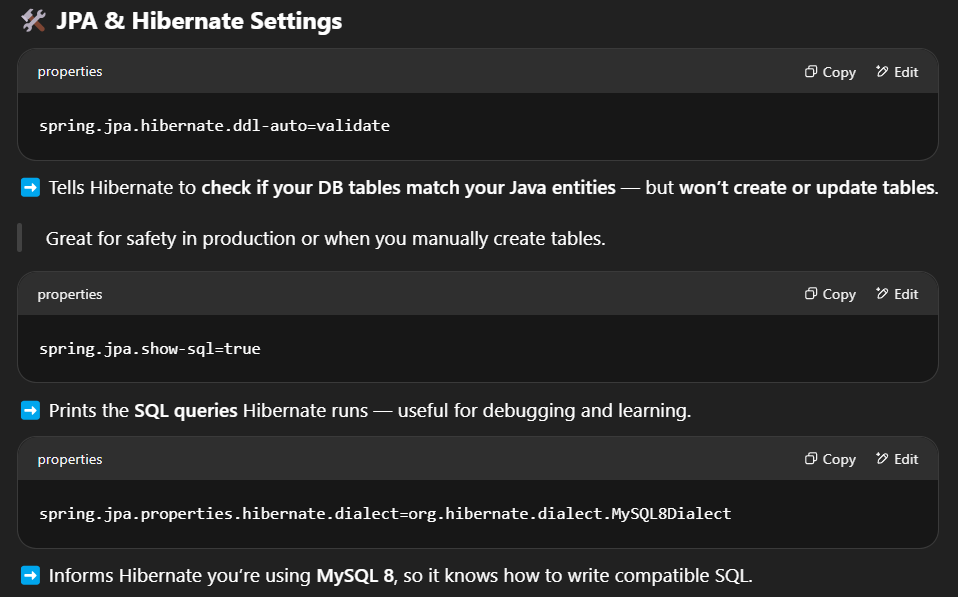 🛠️ JPA & Hibernate Settings
properties Copy Edit
spring.jpa.hibernate.ddl-auto=validate
➡️ Tells Hibernate to check if your DB tables match your Java entities — but won’t create or update tables.
Great for safety in production or when you manually create tables.
properties Copy Edit
spring.jpa.show-sql=true
➡️ Prints the SQL queries Hibernate runs — useful for debugging and learning.
properties Copy Edit
spring.jpa.properties.hibernate.dialect=org.hibernate.dialect.MySQL8Dialect
➡️ Informs Hibernate you’re using MySQL 8, so it knows how to write compatible SQL.